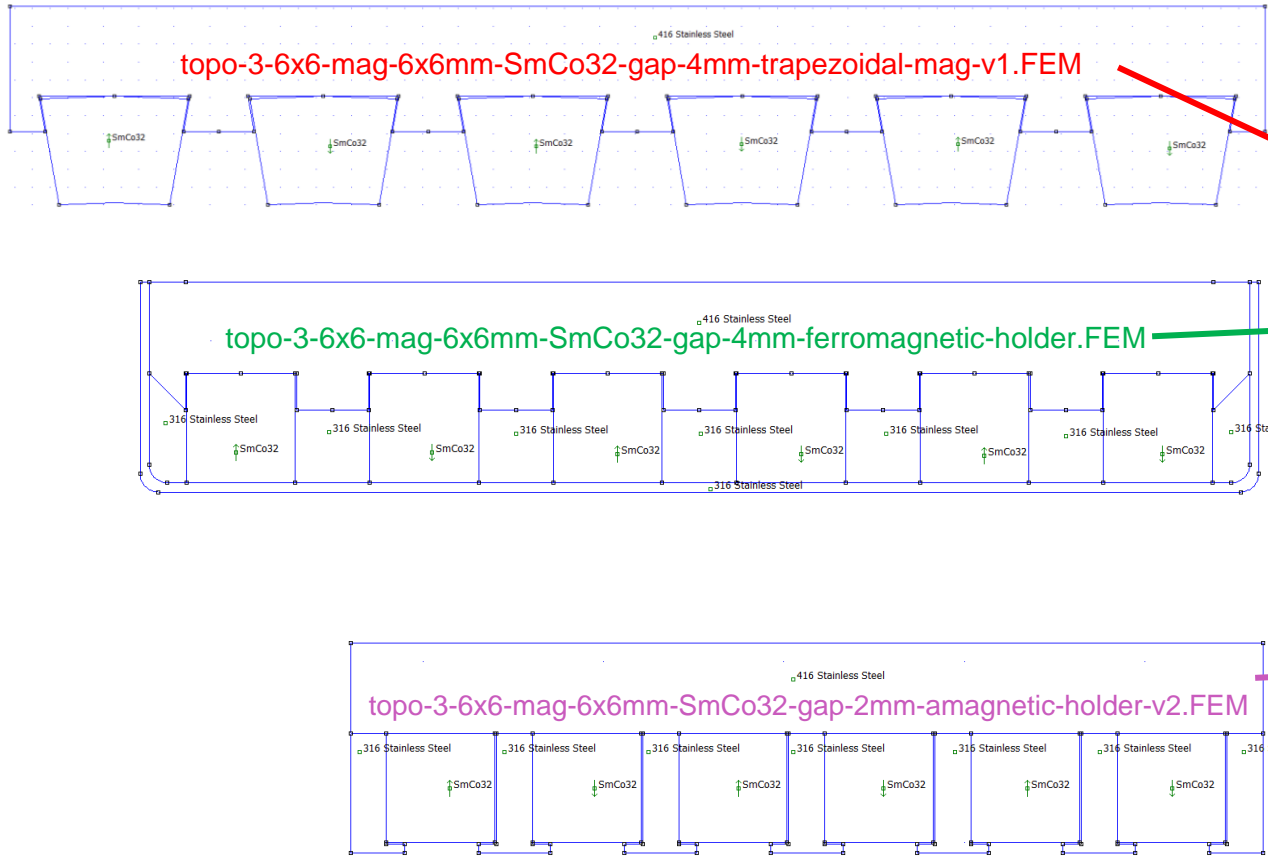 416 Stainless Steel
topo-3-6x6-mag-6x6mm-SmCo32-gap-4mm-trapezoidal-mag-v1.FEM
SmCo32
SmCo32
SmCo32
SmCo32
SmCo32
SmCo32
416 Stainless Steel
topo-3-6x6-mag-6x6mm-SmCo32-gap-4mm-ferromagnetic-holder.FEM
316 Stainless Steel
316 Stainless Steel
316 Stainless Steel
316 Stainless Steel
316 Stainless Steel
316 Stainless Steel
316 Sta
SmCo32
SmCo32
SmCo32
SmCo32
SmCo32
SmCo32
316 Stainless Steel
416 Stainless Steel
topo-3-6x6-mag-6x6mm-SmCo32-gap-2mm-amagnetic-holder-v2.FEM
316 Stainless Steel
316 Stainless Steel
316 Stainless Steel
316 Stainless Steel
316 Stainless Steel
316 Stainless Steel
316
SmCo32
SmCo32
SmCo32
SmCo32
SmCo32
SmCo32